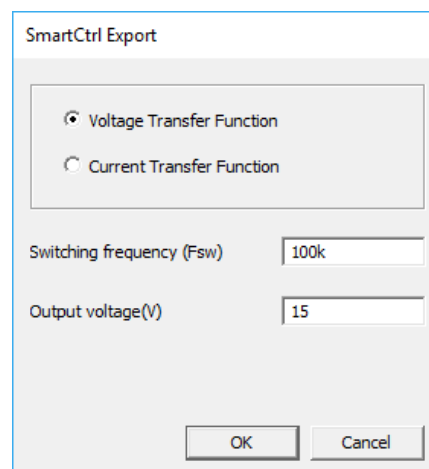 SmartCtrl Export
Voltage Transfer Function
Current Transfer Function
Switching frequency (Fsw) 100k
Output voltage(V) 15
OK Cancel